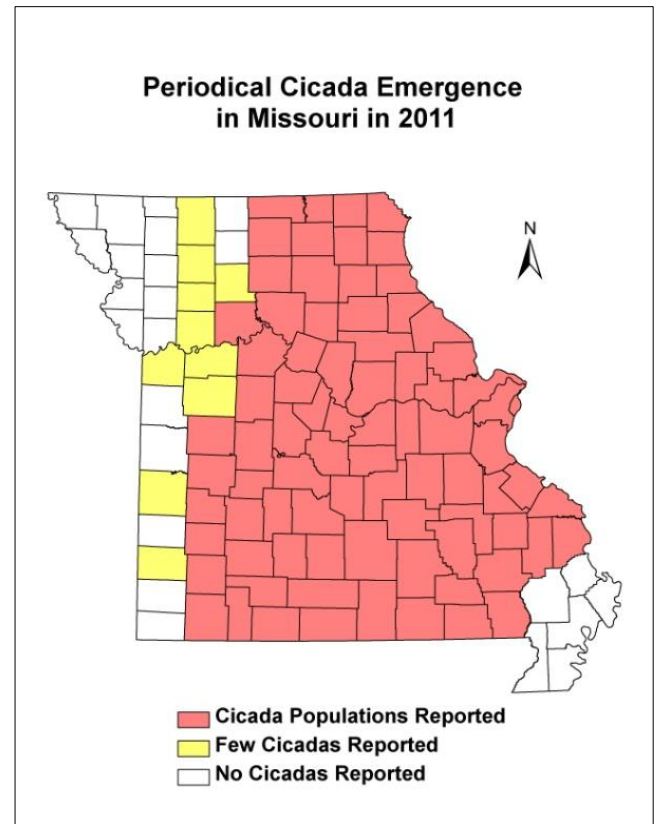 Periodical Cicada Emergence
in Missouri in 2011
N
Cicada Populations Reported
Few Cicadas Reported
No Cicadas Reported